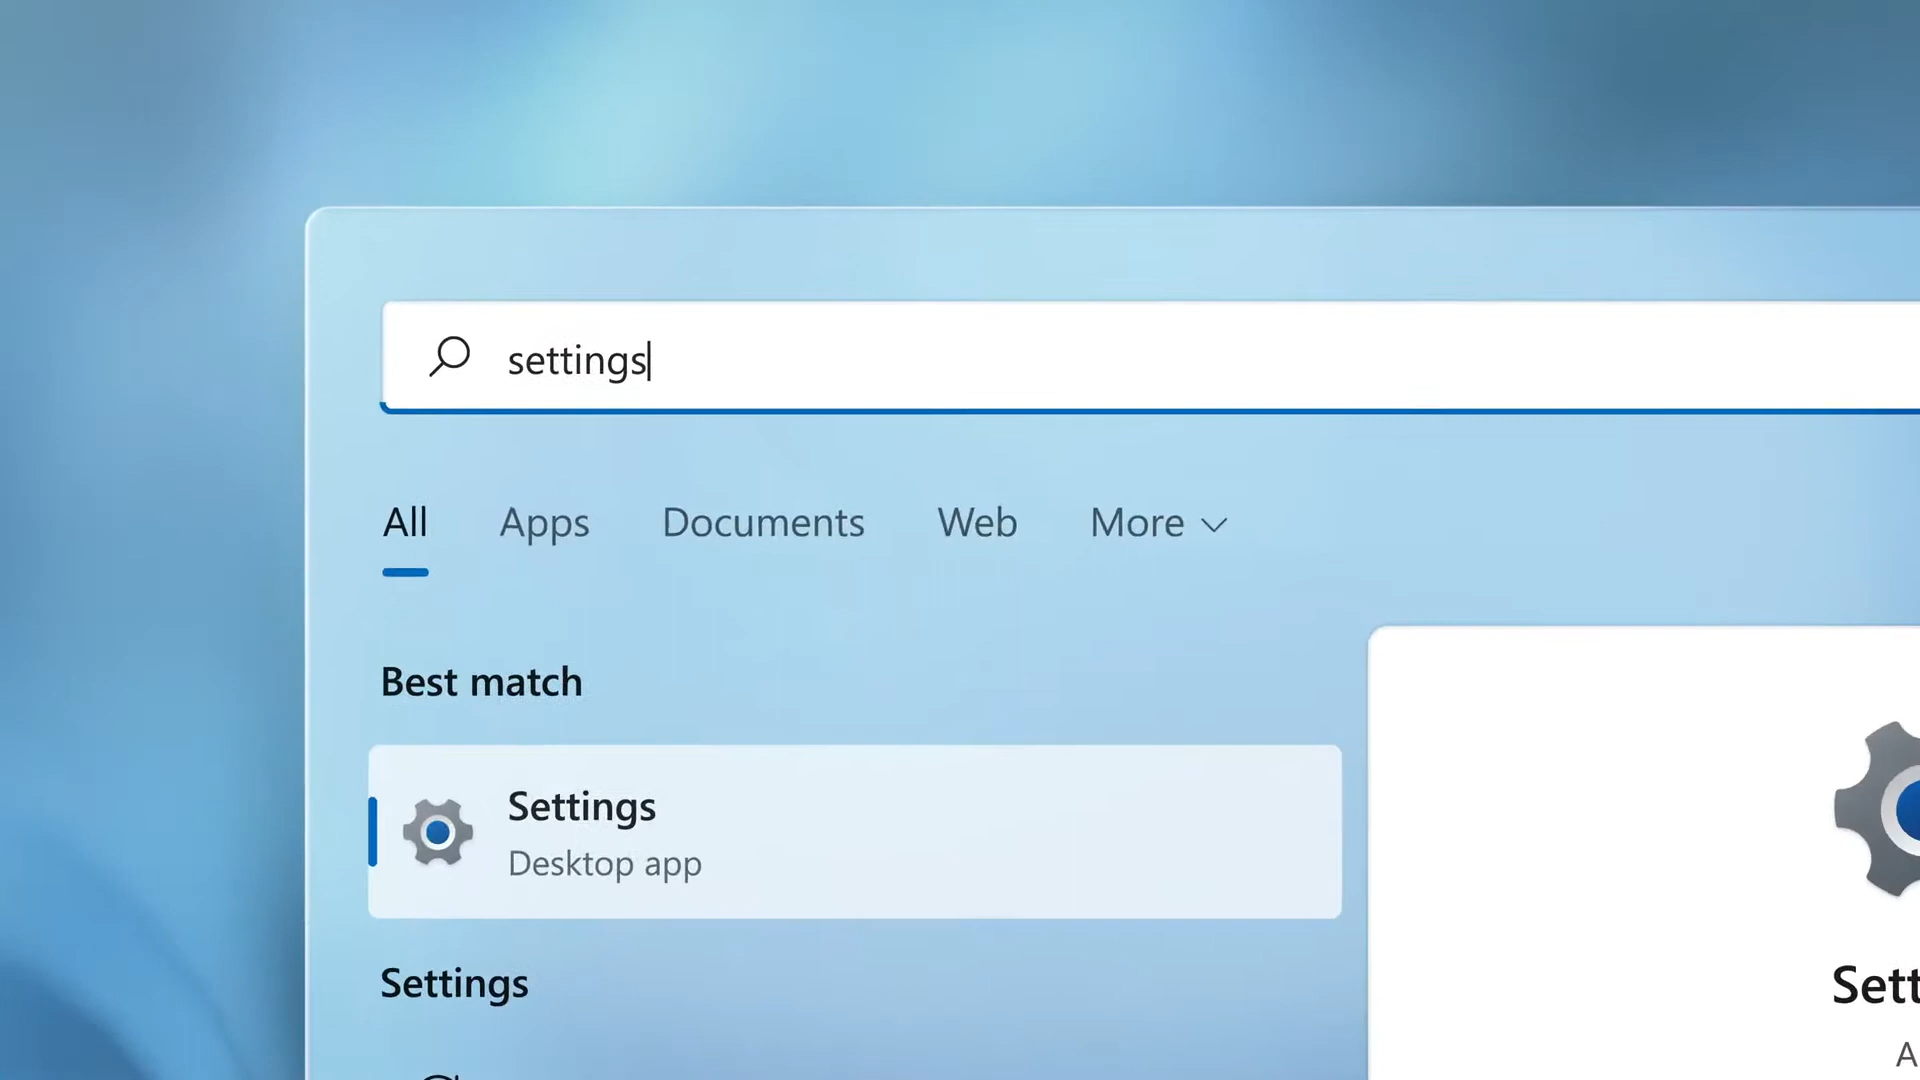 settings
All Apps Documents Web More
Best match
Settings
Desktop app
Settings
Sett
A